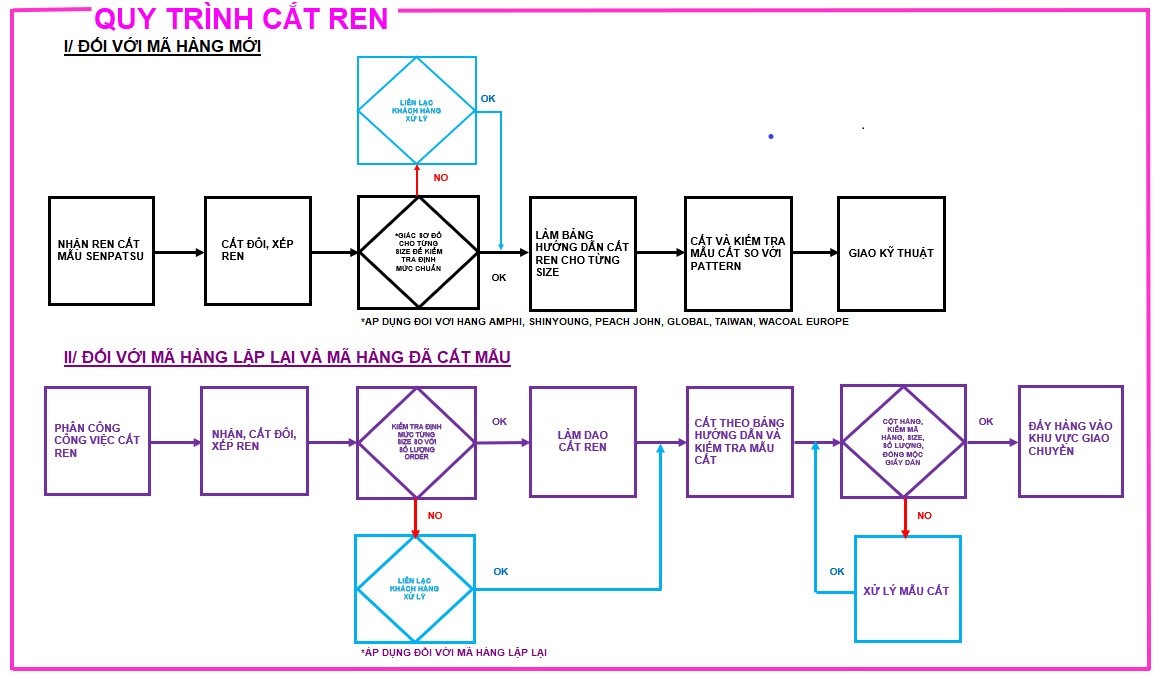 QUY TRÌNH CẮT REN
I/ ĐỐI VỚI MÃ HÀNG MỚI
LIÊN LẠC
KHÁCH HÀNG
XỬ LÝ
OK
NO
NHẬN REN CẮT
MẪU SENPATSU
CẮT ĐÔI, XẾP
REN
*GIÁC SƠ ĐỒ
CHO TỪNG
SIZE ĐỂ KIỂM
TRA ĐỊNH
MỨC CHUẨN
OK
LÀM BẢNG
HƯỚNG DẪN CẮT
REN CHO TỪNG
SIZE
CẮT VÀ KIỂM TRA
MẪU CẮT SO VỚI
PATTERN
GIAO KỸ THUẬT
*ÁP DỤNG ĐỐI VỚI HÀNG AMPHI, SHINYOUNG, PEACH JOHN, GLOBAL, TAIWAN, WACOAL EUROPE
II/ ĐỐI VỚI MÃ HÀNG LẶP LẠI VÀ MÃ HÀNG ĐÃ CẮT MẪU
PHÂN CÔNG
CÔNG VIỆC CẮT
REN
NHẬN, CẮT ĐÔI,
XẾP REN
KIỂM TRA ĐỊNH
MỨC TỪNG
SIZE SO VỚI
SỐ LƯỢNG
ORDER
OK
LÀM DAO
CẮT REN
CẮT THEO BẢNG
HƯỚNG DẪN VÀ
KIỂM TRA MẪU
CẮT
CỘT HÀNG,
KIỂM MÃ
HÀNG, SIZE,
SỐ LƯỢNG,
ĐÓNG MỘC
GIẤY DÁN
OK
ĐẨY HÀNG VÀO
KHU VỰC GIAO
CHUYỀN
NO
NO
LIÊN LẠC
KHÁCH HÀNG
XỬ LÝ
OK
OK
XỬ LÝ MẪU CẮT
*ÁP DỤNG ĐỐI VỚI MÃ HÀNG LẶP LẠI